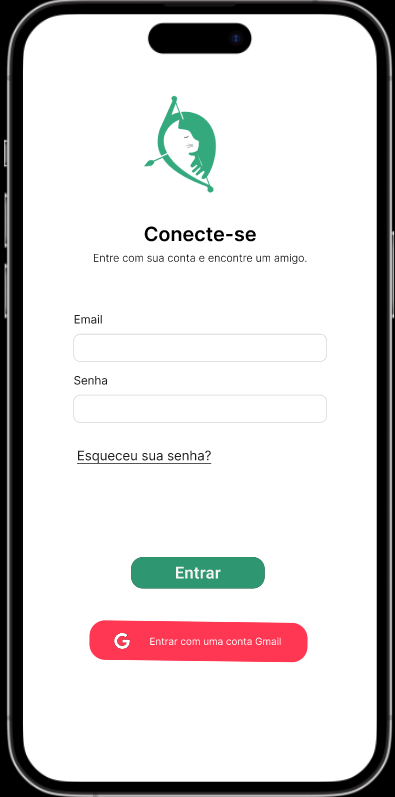 Conecte-se
Entre com sua conta e encontre um amigo.
Email
Senha
Esqueceu sua senha?
Entrar
Entrar com uma conta Gmail